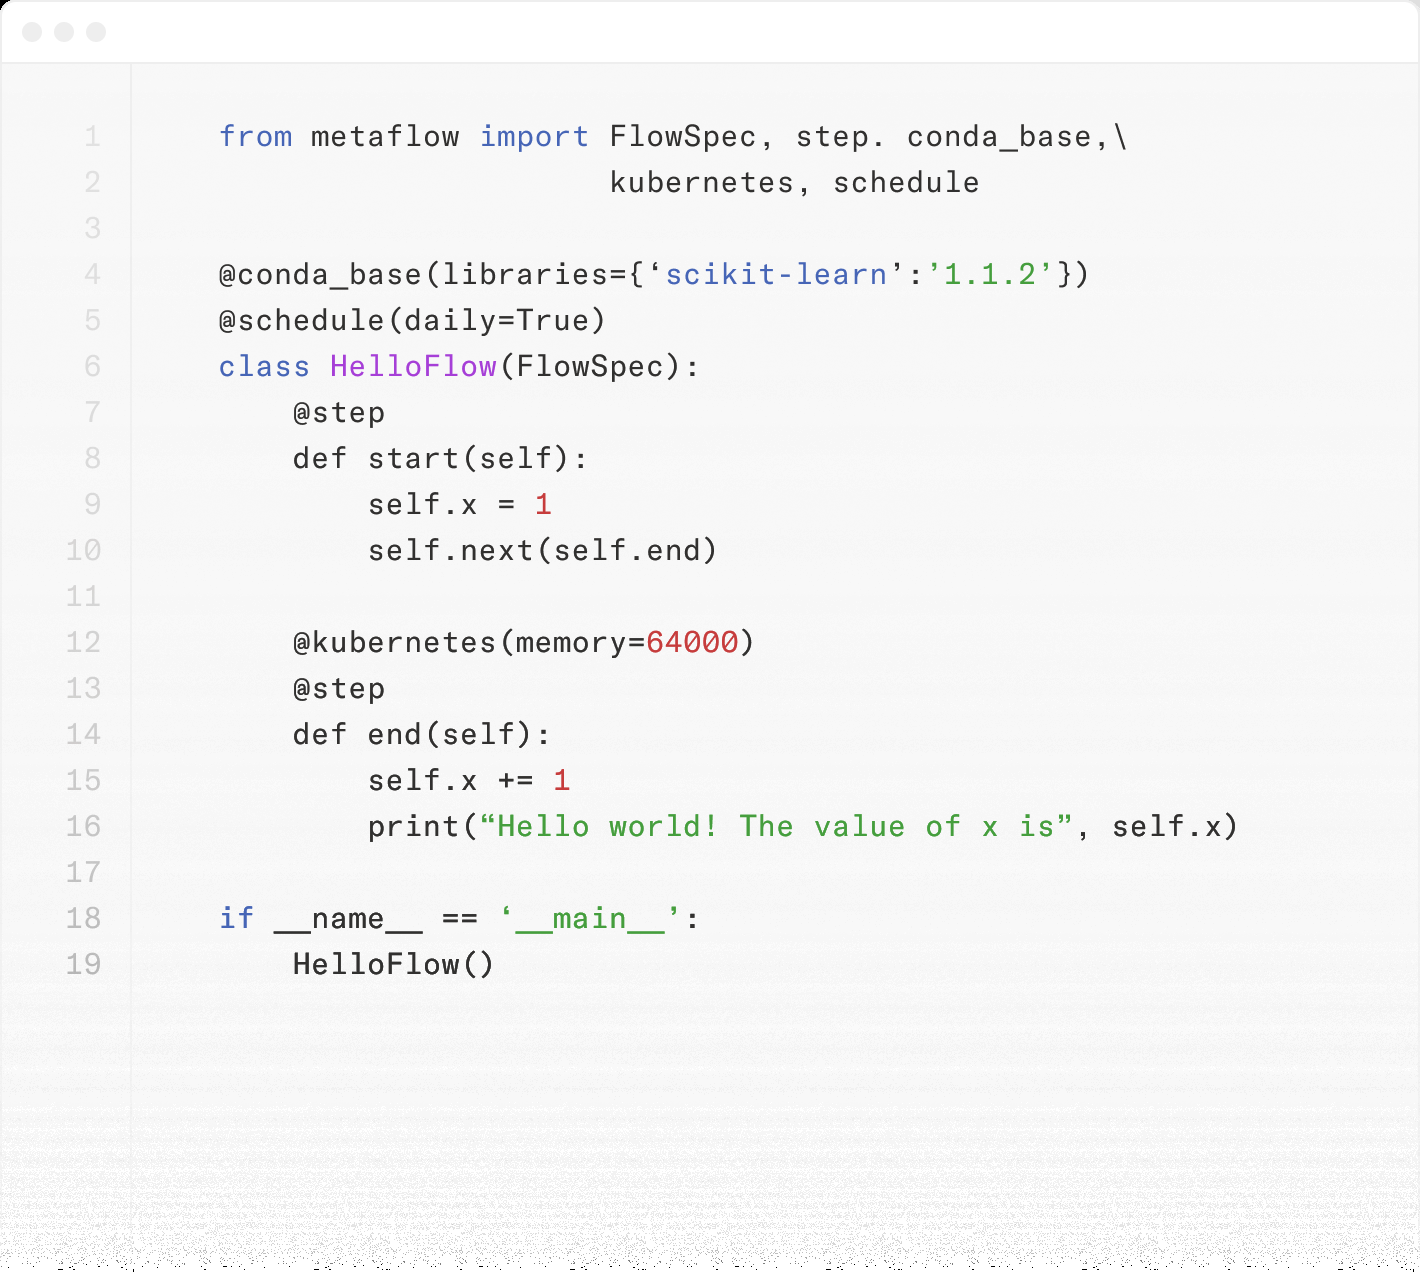 1 from metaflow import FlowSpec, step. conda_base,\
2 kubernetes, schedule
3
4 @conda_base(libraries={‘scikit-learn’:’1.1.2’})
5 @schedule(daily=True)
6 class HelloFlow(FlowSpec):
7 @step
8 def start(self):
9 self.x = 1
10 self.next(self.end)
11
12 @kubernetes(memory=64000)
13 @step
14 def end(self):
15 self.x += 1
16 print(“Hello world! The value of x is”, self.x)
17
18 if __name__ == ‘__main__’:
19 HelloFlow()